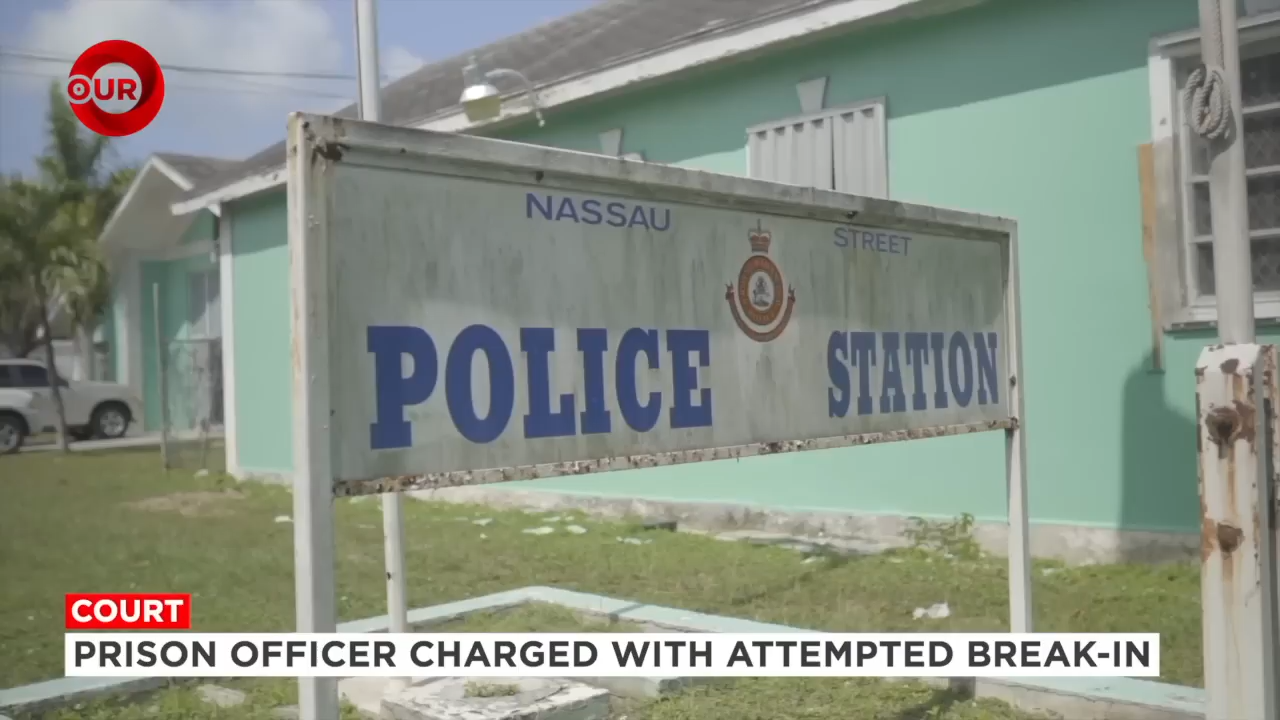 OUR
NASSAU STREET
POLICE STATION
COURT
PRISON OFFICER CHARGED WITH ATTEMPTED BREAK-IN